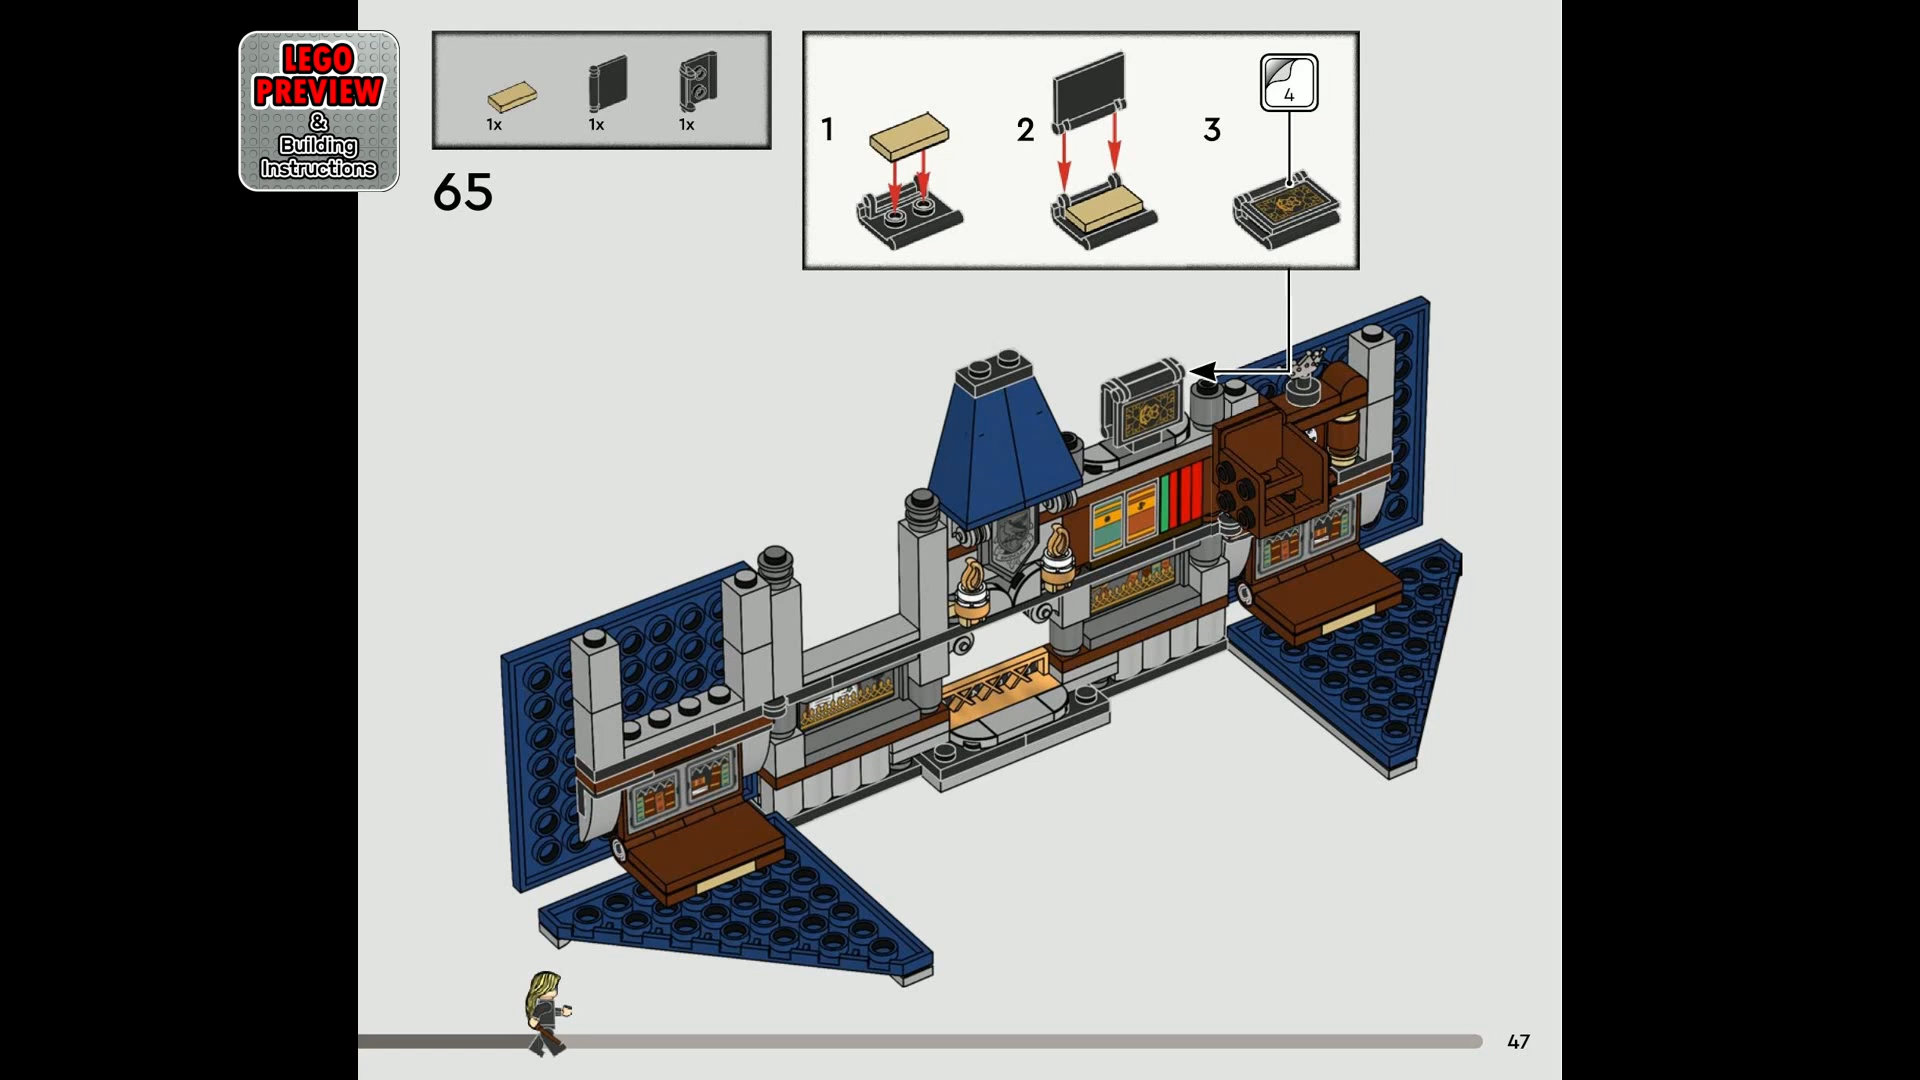 LEGO
PREVIEW
&
Building
Instructions
1x
1x
1x
65
1
2
3
4
47